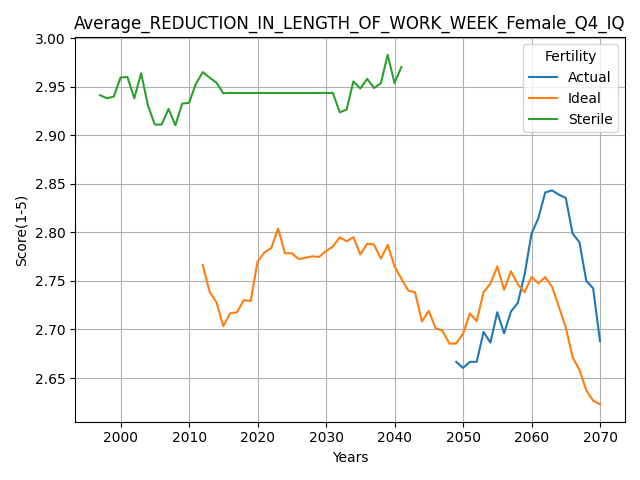 Average_REDUCTION_IN_LENGTH_OF_WORK_WEEK_Female_Q4_IQ
Fertility
Actual
Ideal
Sterile
Score(1-5)
3.00
2.95
2.90
2.85
2.80
2.75
2.70
2.65
2000 2010 2020 2030 2040 2050 2060 2070
Years